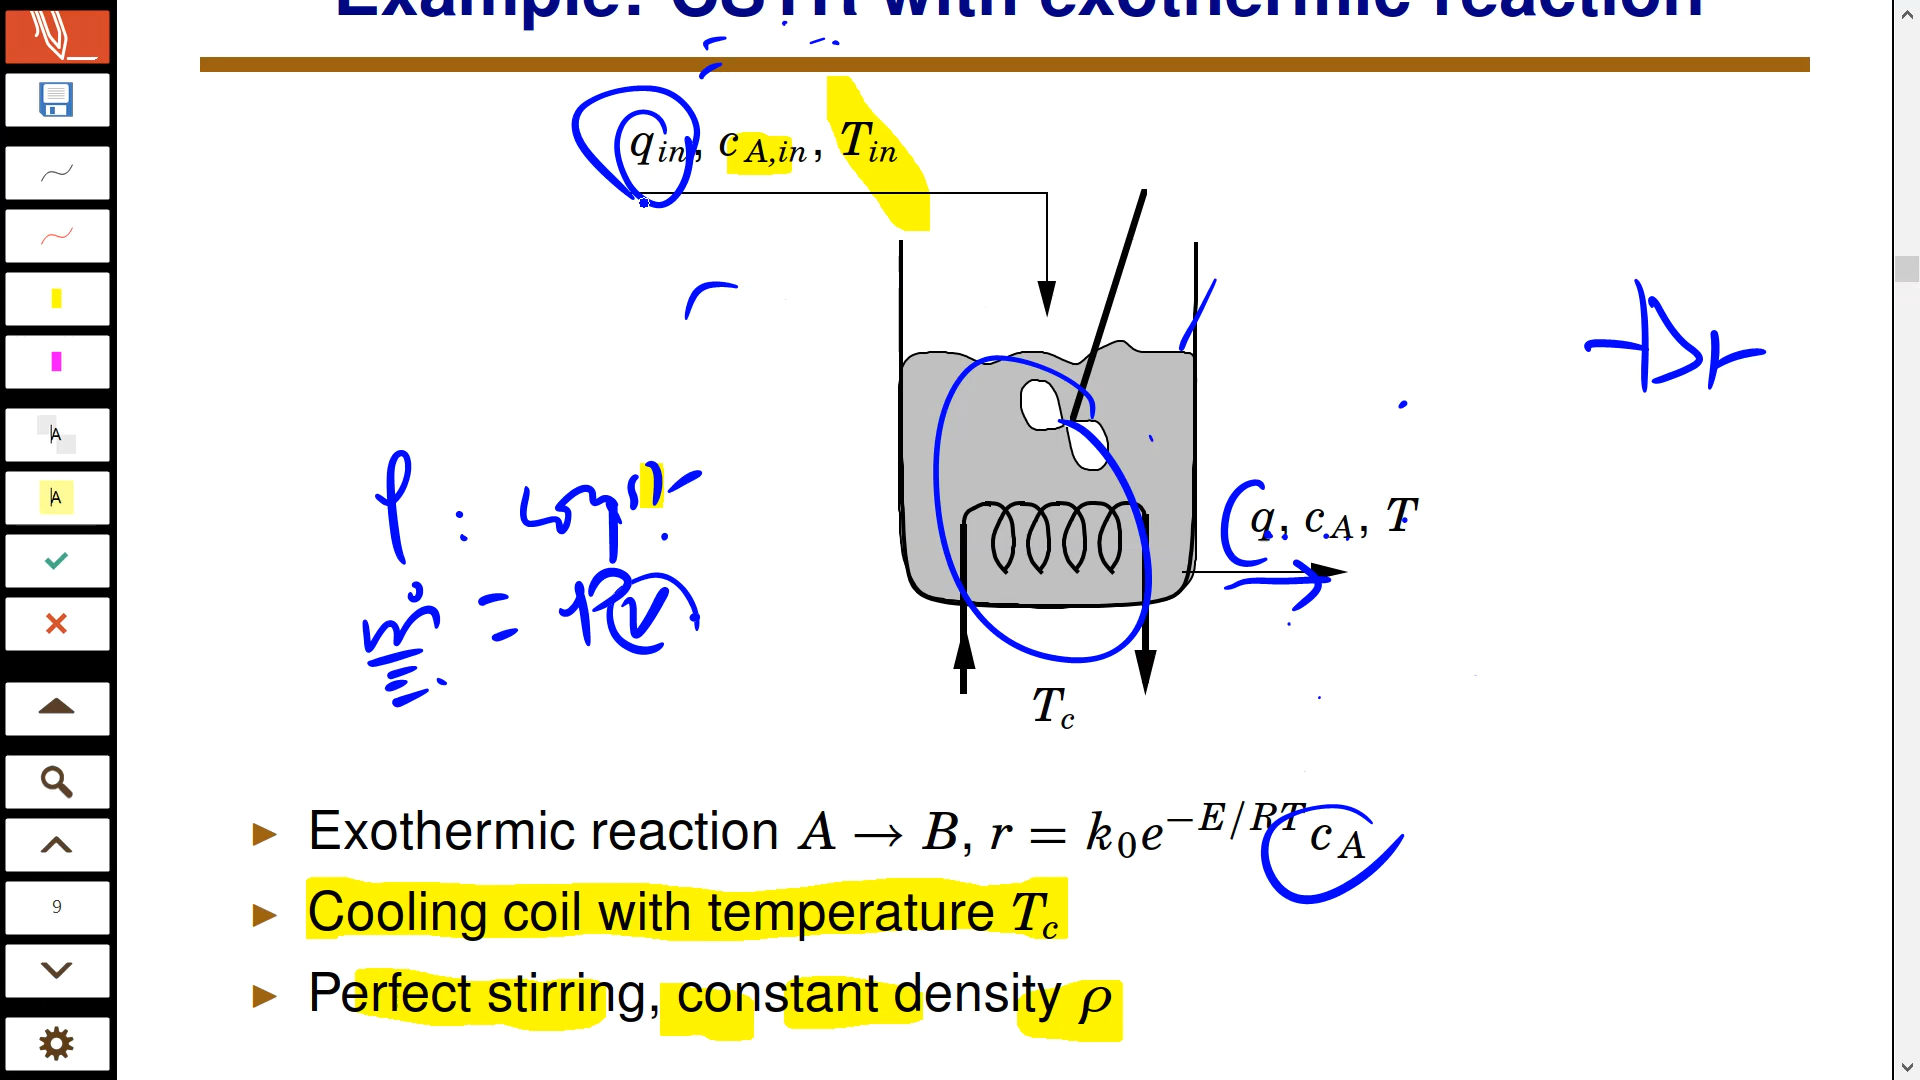 Example: CSTR with exothermic reaction
q_in, c_A,in, T_in
q, c_A, T
T_c
ṁ =
Exothermic reaction A → B, r = k_0e^{−E/RT}c_A
Cooling coil with temperature T_c
Perfect stirring, constant density ρ
A
A
9